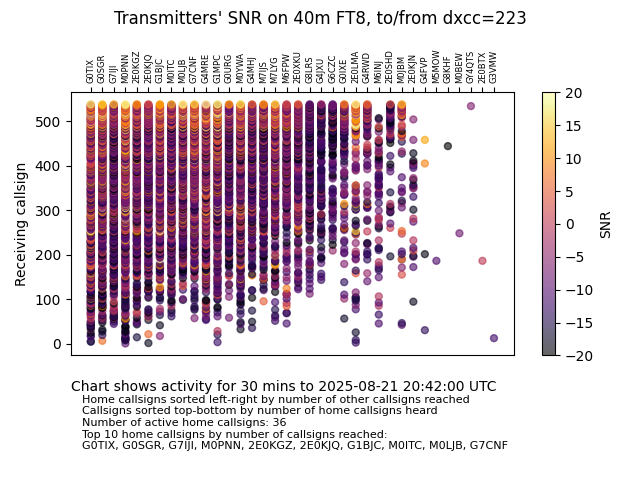 Transmitters' SNR on 40m FT8, to/from dxcc=223
G0TIX G0SGR G7IJI M0PNN 2E0KGZ 2E0KJQ G1BJC M0ITC M0LJB G7CNF G4MRE G1MPC G0URG M0YWA G4MHJ M7IJS M7LYG M6FPW 2E0XKU G8LRS G4JXU G6CZC G0IXE 2E0LMA G4RWD M6INJ 2E0SHD M0JBM 2E0KJN G4FVP M5MOW G8KHF M0BEW GY4QTS 2E0BTX G3VMW
500
400
300
200
100
0
Receiving callsign
20
15
10
5
0
−5
−10
−15
−20
SNR
Chart shows activity for 30 mins to 2025-08-21 20:42:00 UTC
Home callsigns sorted left-right by number of other callsigns reached
Callsigns sorted top-bottom by number of home callsigns heard
Number of active home callsigns: 36
Top 10 home callsigns by number of callsigns reached:
G0TIX, G0SGR, G7IJI, M0PNN, 2E0KGZ, 2E0KJQ, G1BJC, M0ITC, M0LJB, G7CNF